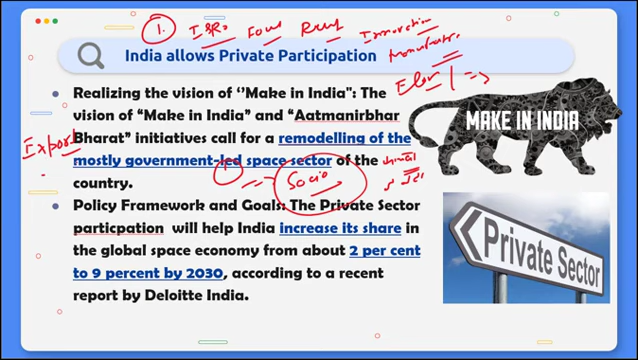 1. ISRO Focus Innovation
India allows Private Participation
Realizing the vision of ‘’Make in India": The
vision of “Make in India” and “Aatmanirbhar
Bharat” initiatives call for a remodelling of the
mostly government-led space sector of the
country.
Socio
Policy Framework and Goals: The Private Sector
particpation will help India increase its share in
the global space economy from about 2 per cent
to 9 percent by 2030, according to a recent
report by Deloitte India.
MAKE IN INDIA
Private Sector